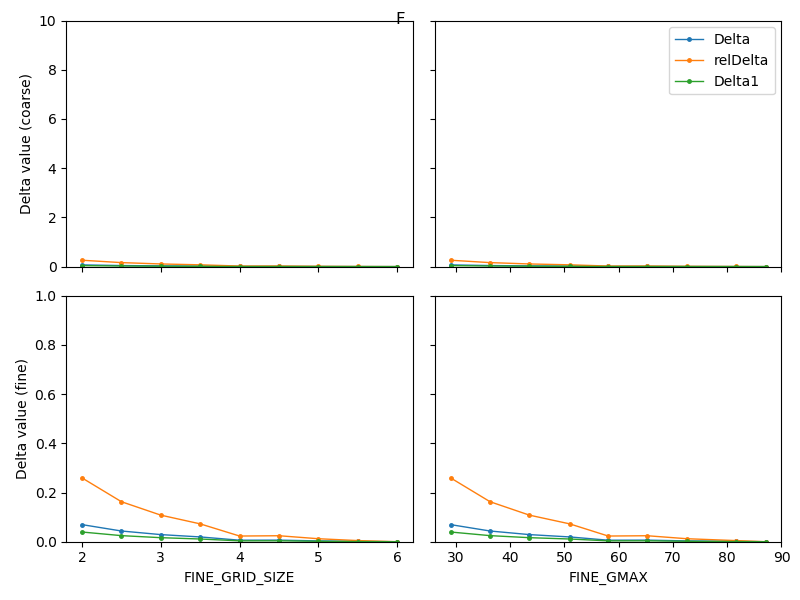 F
10
8
6
4
2
0
Delta value (coarse)
Delta
relDelta
Delta1
1.0
0.8
0.6
0.4
0.2
0.0
Delta value (fine)
2 3 4 5 6
FINE_GRID_SIZE
30 40 50 60 70 80 90
FINE_GMAX